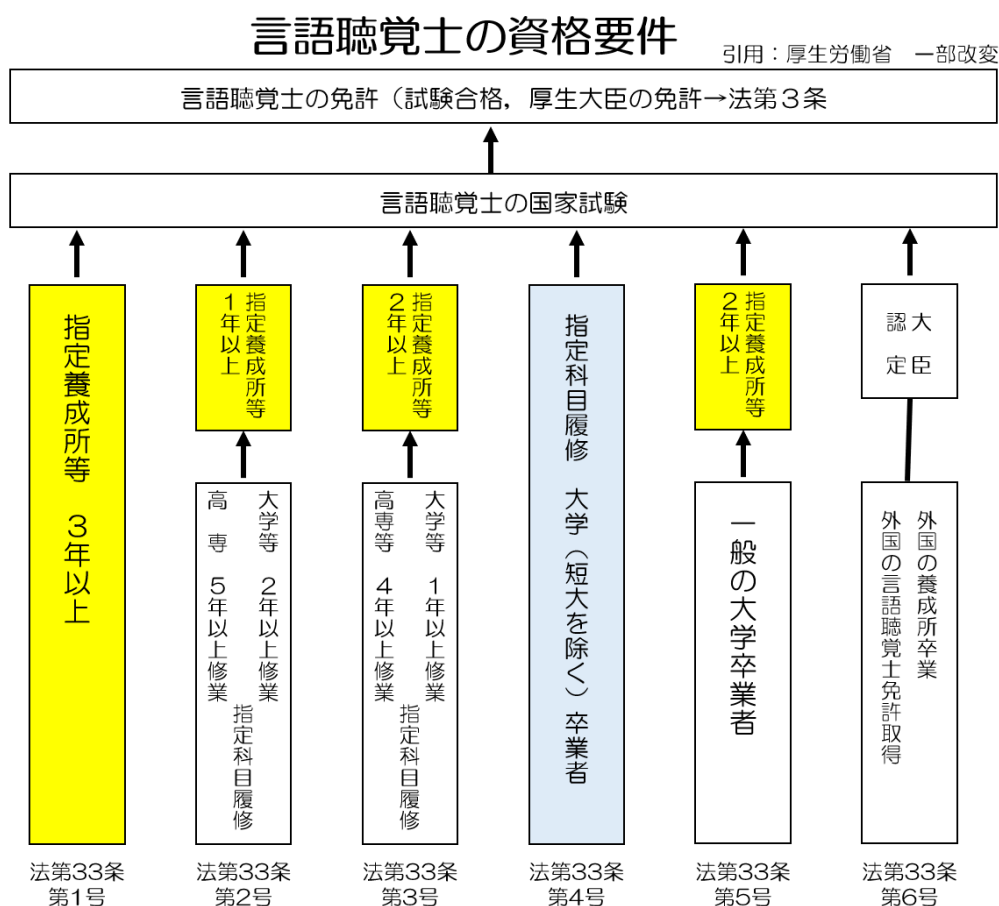 言語聴覚士の資格要件
引用：厚生労働省　一部改変
言語聴覚士の免許（試験合格，厚生大臣の免許→法第３条
言語聴覚士の国家試験
指定養成所等　３年以上
指定養成所等
１年以上
大学等　２年以上修業
高　専　５年以上修業
指定科目履修
指定養成所等
２年以上
大学等　１年以上修業
高専等　４年以上修業
指定科目履修
指定科目履修　大学（短大を除く）卒業者
指定養成所等
２年以上
一般の大学卒業者
大臣
認定
外国の養成所卒業
外国の言語聴覚士免許取得
法第33条
第1号
法第33条
第2号
法第33条
第3号
法第33条
第4号
法第33条
第5号
法第33条
第6号